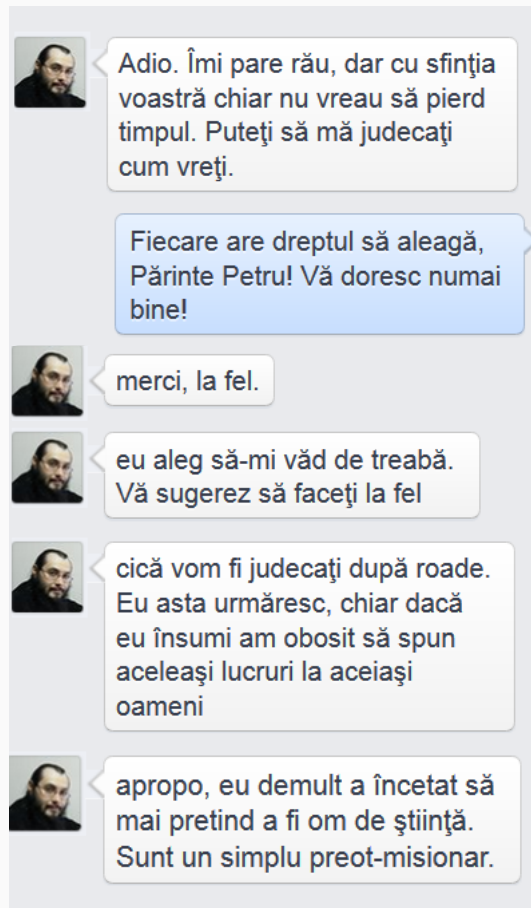 Adio. Îmi pare rău, dar cu sfinţia
voastră chiar nu vreau să pierd
timpul. Puteţi să mă judecaţi
cum vreţi.
Fiecare are dreptul să aleagă,
Părinte Petru! Vă doresc numai
bine!
merci, la fel.
eu aleg să-mi văd de treabă.
Vă sugerez să faceţi la fel
cică vom fi judecaţi după roade.
Eu asta urmăresc, chiar dacă
eu însumi am obosit să spun
aceleaşi lucruri la aceiaşi
oameni
apropo, eu demult a încetat să
mai pretind a fi om de ştiinţă.
Sunt un simplu preot-misionar.